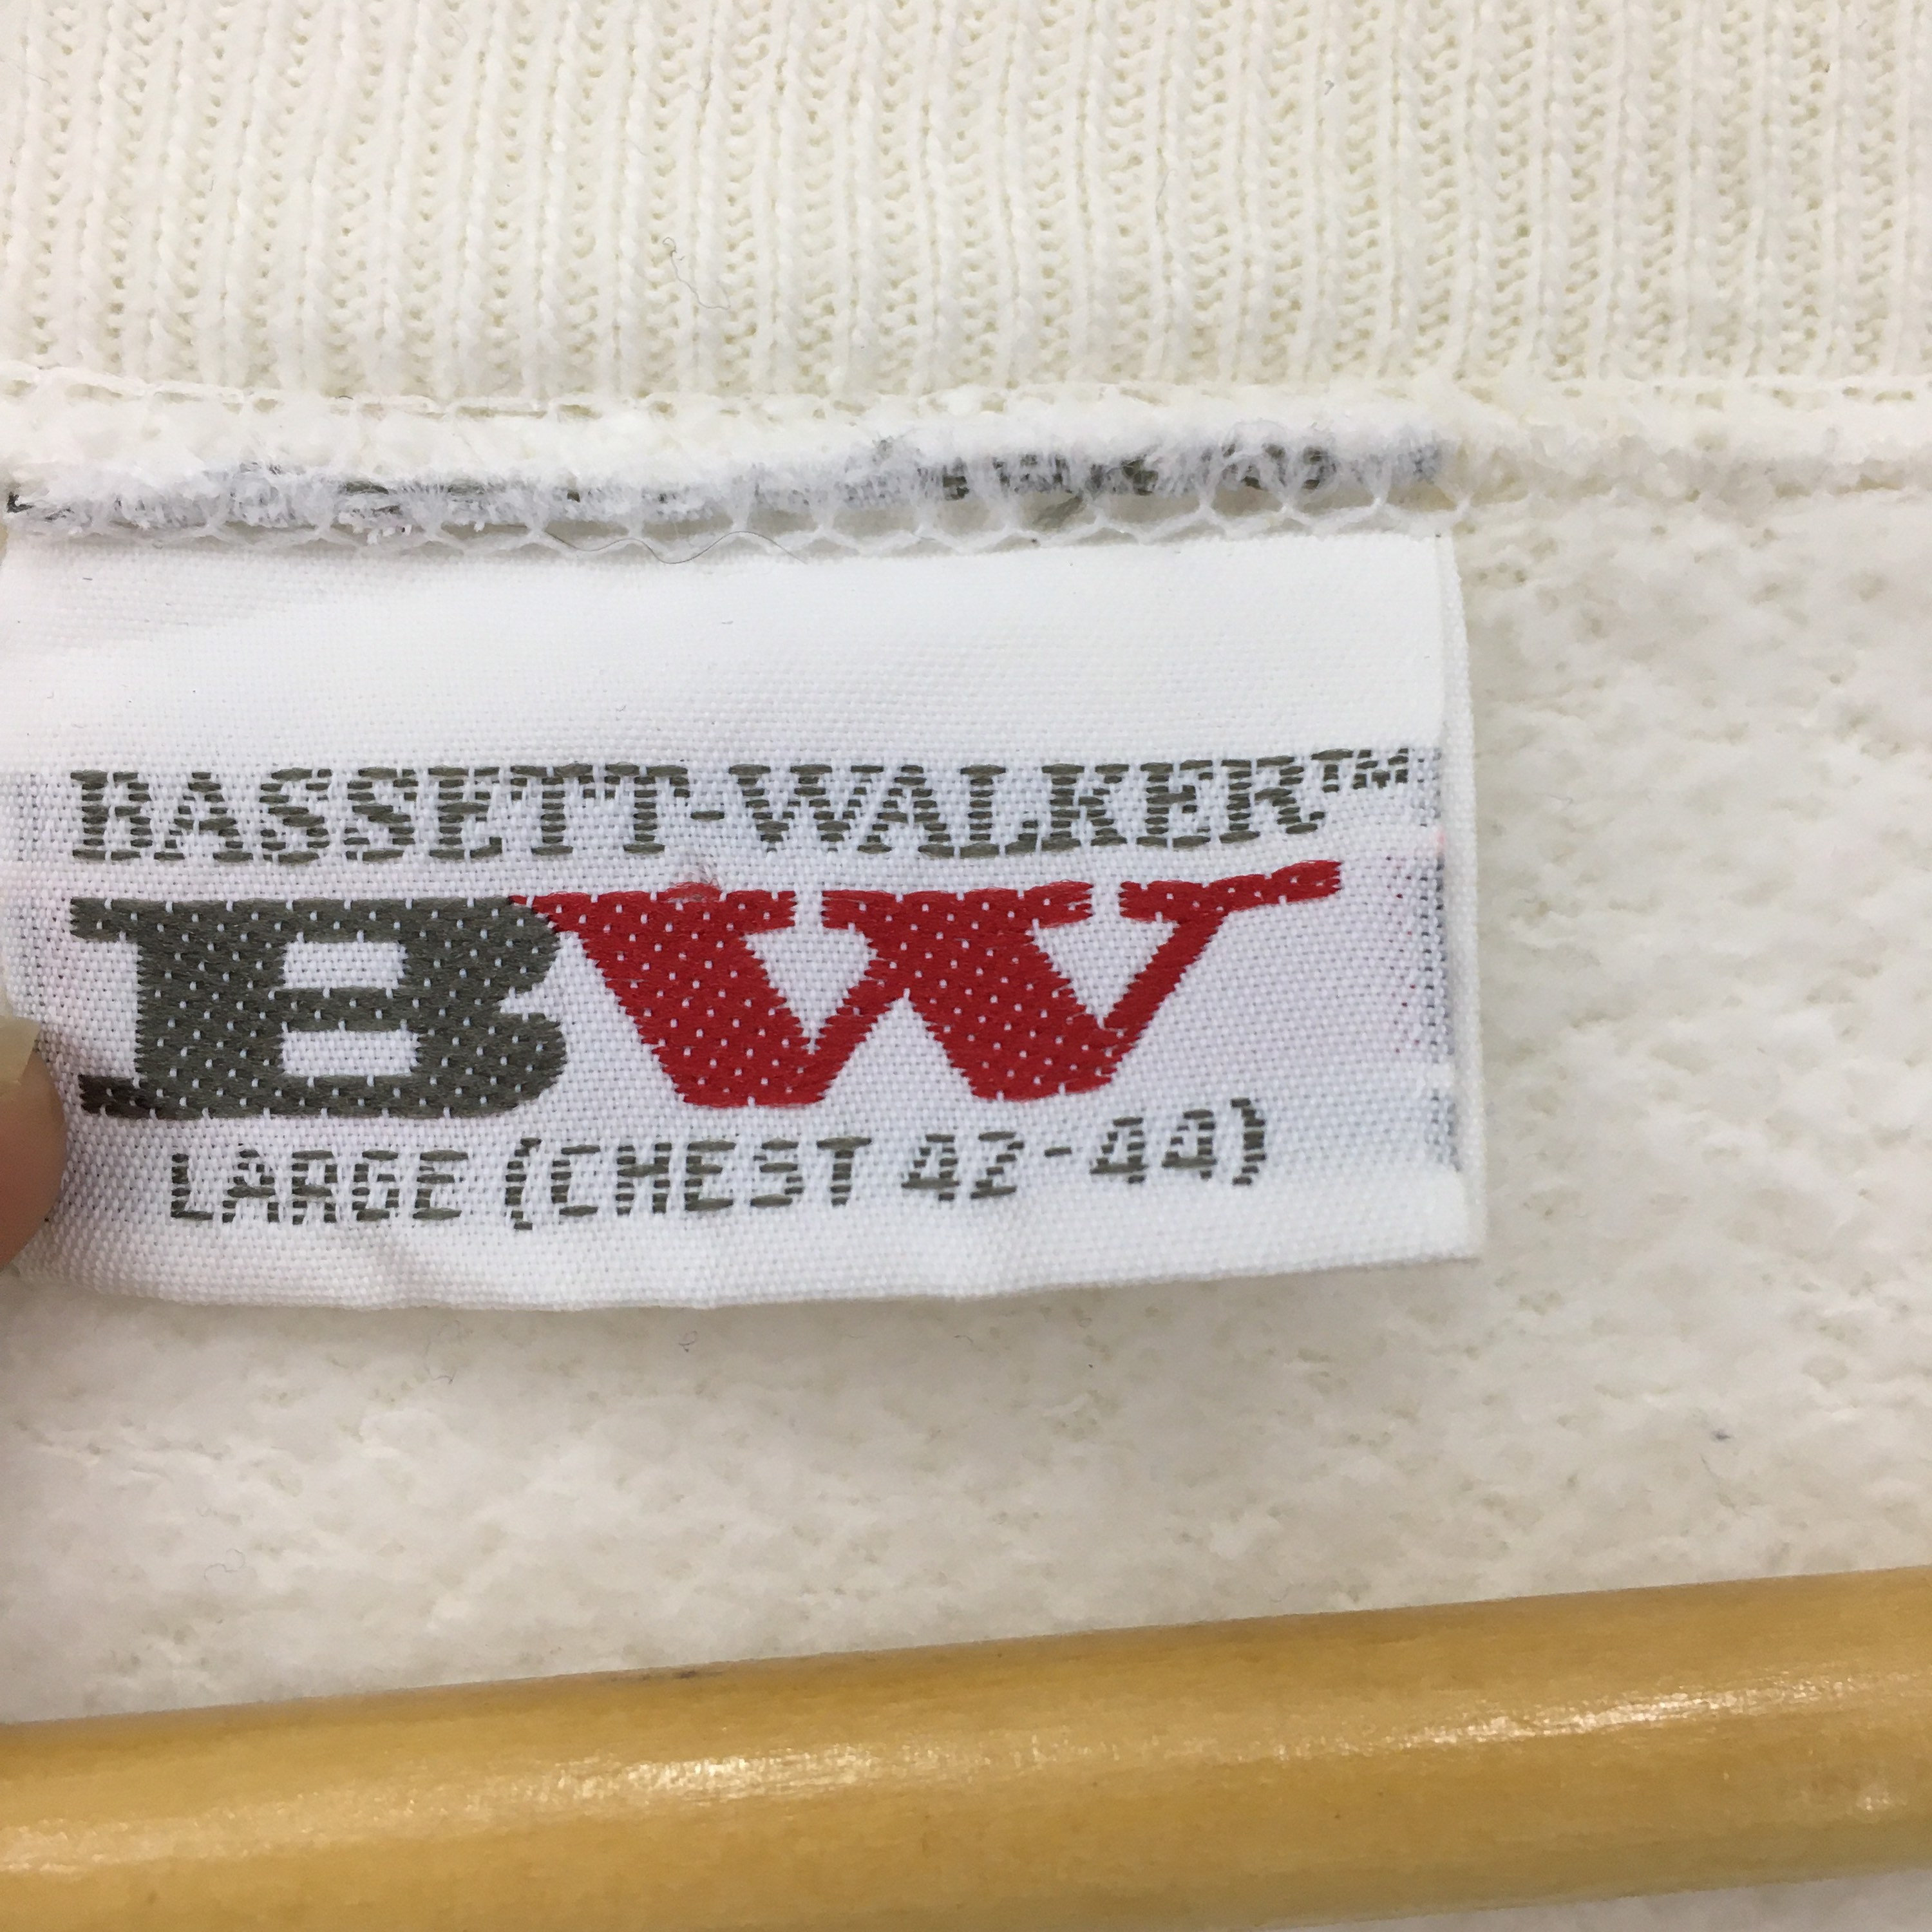 BASSETT-WALKER™
BW
LARGE (CHEST 42-44)